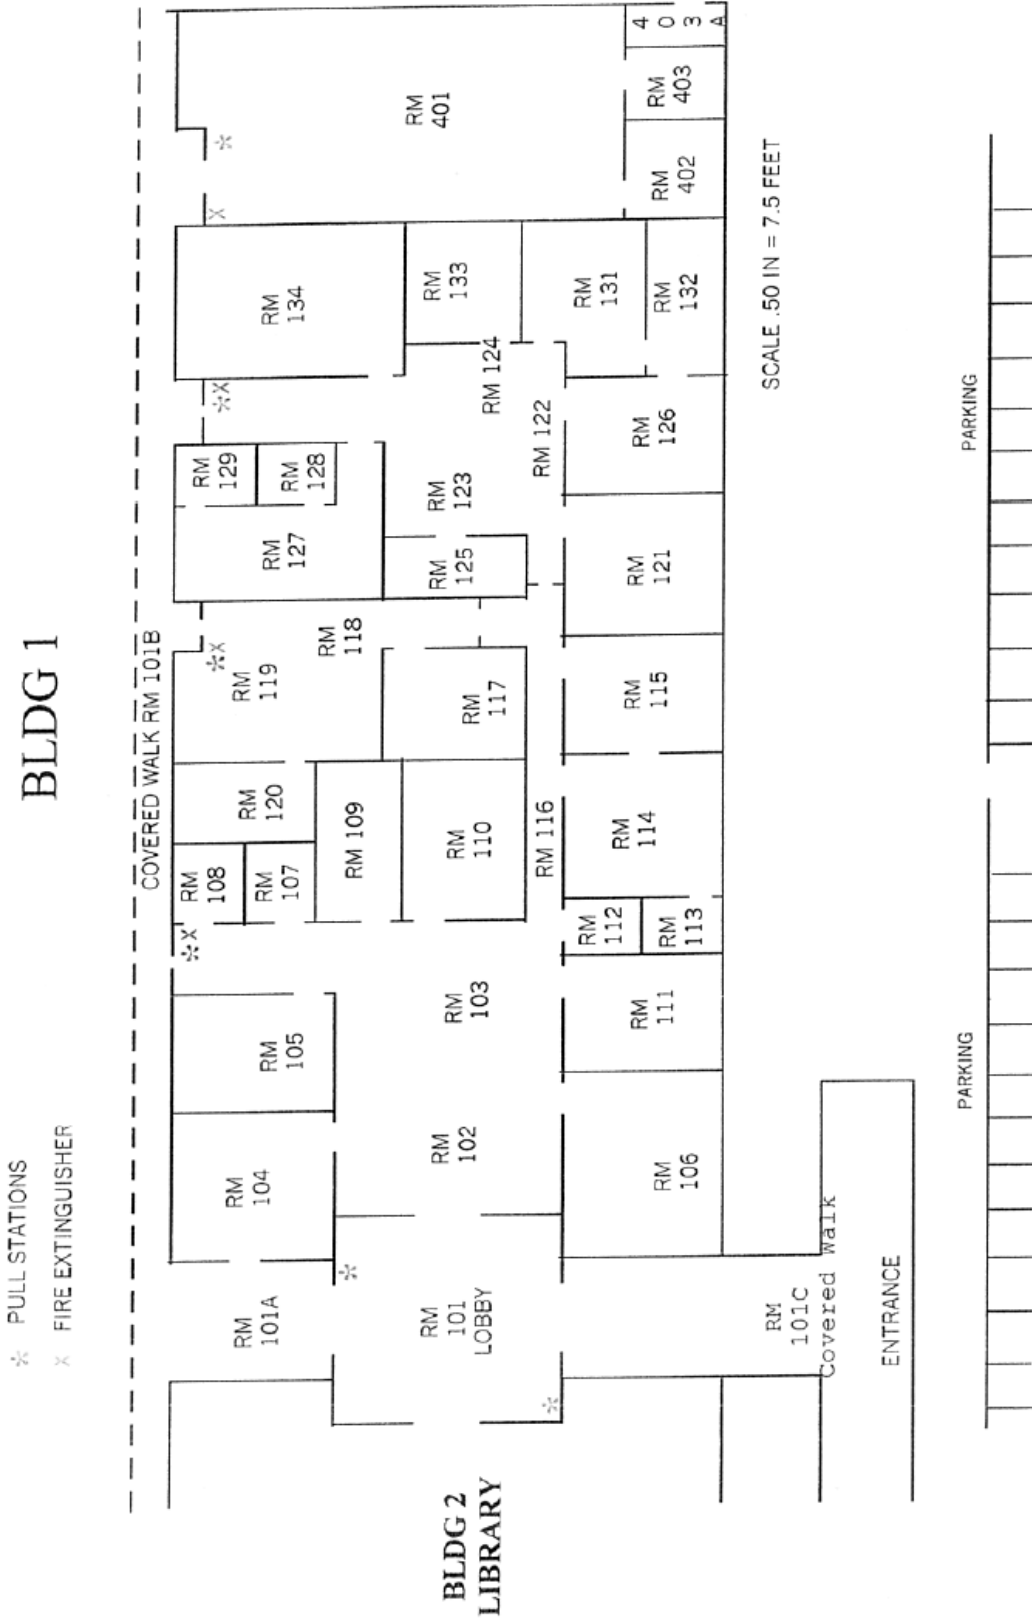 BLDG 1
* PULL STATIONS
x FIRE EXTINGUISHER
COVERED WALK RM 101B
BLDG 2
LIBRARY
RM
101A
RM
101
LOBBY
RM
101C
Covered Walk
ENTRANCE
RM
104
RM
102
RM
106
RM
105
RM
103
RM
111
RM
108
RM
107
RM 109
RM
110
RM 116
RM
112
RM
113
RM
120
RM
114
RM
119
RM
118
RM
117
RM
115
RM
127
RM
125
RM
121
RM
129
RM
128
RM
123
RM 122
RM 124
RM
126
RM
134
RM
133
RM
131
RM
132
RM
401
RM
402
RM
403
403A
SCALE .50 IN = 7.5 FEET
PARKING
PARKING